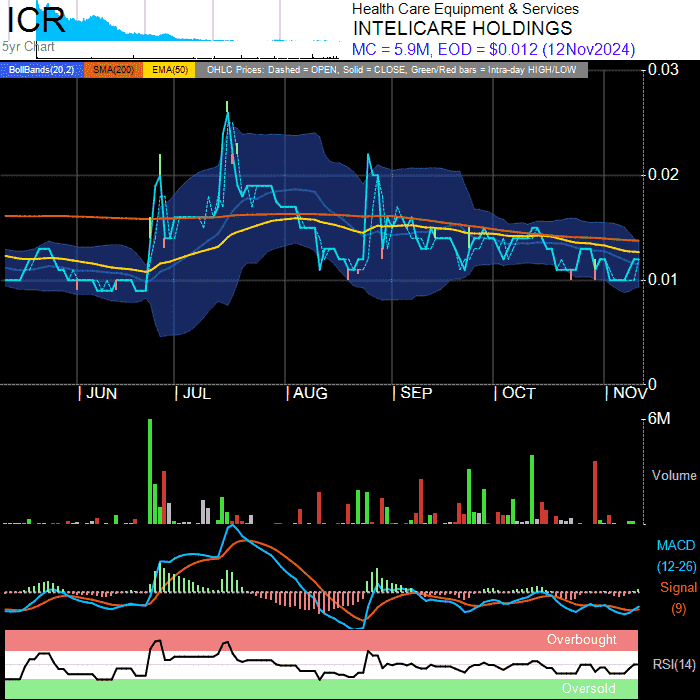 ICR
5yr Chart
Health Care Equipment & Services
INTELICARE HOLDINGS
MC = 5.9M, EOD = $0.012 (12Nov2024)
BollBands(20,2) SMA(200) EMA(50) OHLC Prices: Dashed = OPEN, Solid = CLOSE, Green/Red bars = Intra-day HIGH/LOW
0.03
0.02
0.01
0
JUN JUL AUG SEP OCT NOV
6M
Volume
MACD
(12-26)
Signal
(9)
Overbought
RSI(14)
Oversold